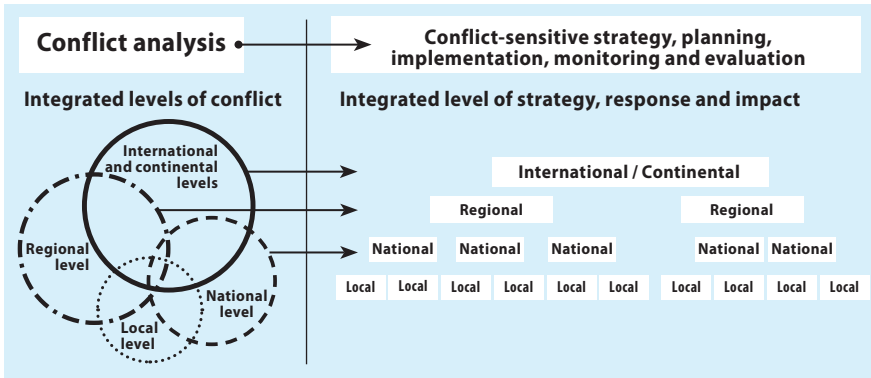 Conflict analysis
Conflict-sensitive strategy, planning,
implementation, monitoring and evaluation
Integrated levels of conflict
Integrated level of strategy, response and impact
International
and continental
levels
Regional
level
National
level
Local
level
International / Continental
Regional
Regional
National
National
National
National
National
Local
Local
Local
Local
Local
Local
Local
Local
Local
Local